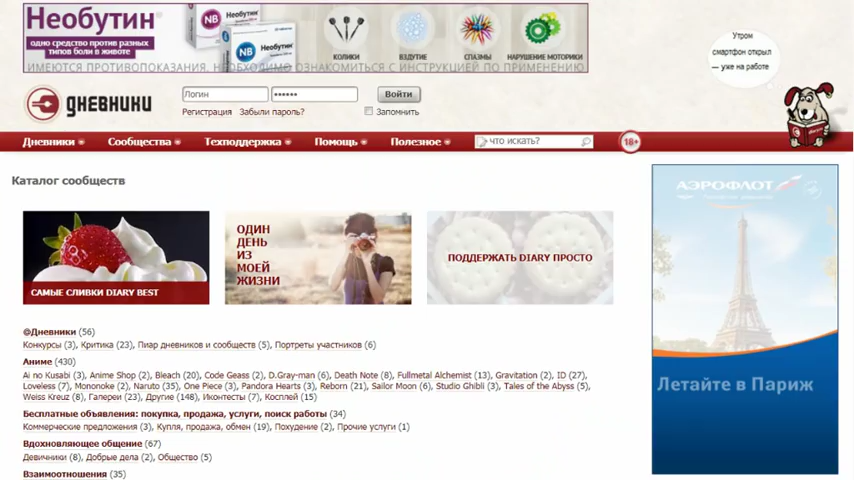 Необутин®
одно средство против разных
типов боли в животе
NB Необутин
NB Необутин
КОЛИКИ
ВЗДУТИЕ
СПАЗМЫ
НАРУШЕНИЕ МОТОРИКИ
ИМЕЮТСЯ ПРОТИВОПОКАЗАНИЯ. НЕОБХОДИМО ОЗНАКОМИТЬСЯ С ИНСТРУКЦИЕЙ ПО ПРИМЕНЕНИЮ
Утром
смартфон открыл
— уже на работе
дневники
Логин
••••••
Войти
Регистрация Забыли пароль?
Запомнить
Дневники Сообщества Техподдержка Помощь Полезное что искать? 18+
Каталог сообществ
АЭРОФЛОТ
САМЫЕ СЛИВКИ DIARY BEST
ОДИН
ДЕНЬ
ИЗ
МОЕЙ
ЖИЗНИ
ПОДДЕРЖАТЬ DIARY ПРОСТО
Летайте в Париж
@Дневники (56)
Конкурсы (3), Критика (23), Пиар дневников и сообществ (5), Портреты участников (6)
Аниме (430)
Ai no Kusabi (3), Anime Shop (2), Bleach (20), Code Geass (2), D.Gray-man (6), Death Note (8), Fullmetal Alchemist (13), Gravitation (2), ID (27),
Loveless (7), Mononoke (2), Naruto (35), One Piece (3), Pandora Hearts (3), Reborn (21), Sailor Moon (6), Studio Ghibli (3), Tales of the Abyss (5),
Weiss Kreuz (8), Галереи (23), Другие (148), Иконтесты (7), Косплей (15)
Бесплатные объявления: покупка, продажа, услуги, поиск работы (34)
Коммерческие предложения (3), Купля, продажа, обмен (19), Похудение (2), Прочие услуги (1)
Вдохновляющее общение (67)
Девичники (8), Добрые дела (2), Общество (5)
Взаимоотношения (35)